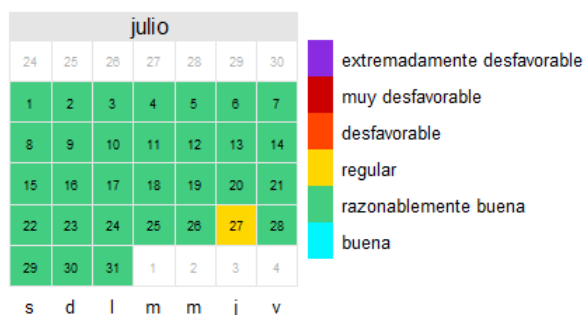 julio
24 25 26 27 28 29 30
1 2 3 4 5 6 7
8 9 10 11 12 13 14
15 16 17 18 19 20 21
22 23 24 25 26 27 28
29 30 31 1 2 3 4
s d l m m j v
extremadamente desfavorable
muy desfavorable
desfavorable
regular
razonablemente buena
buena